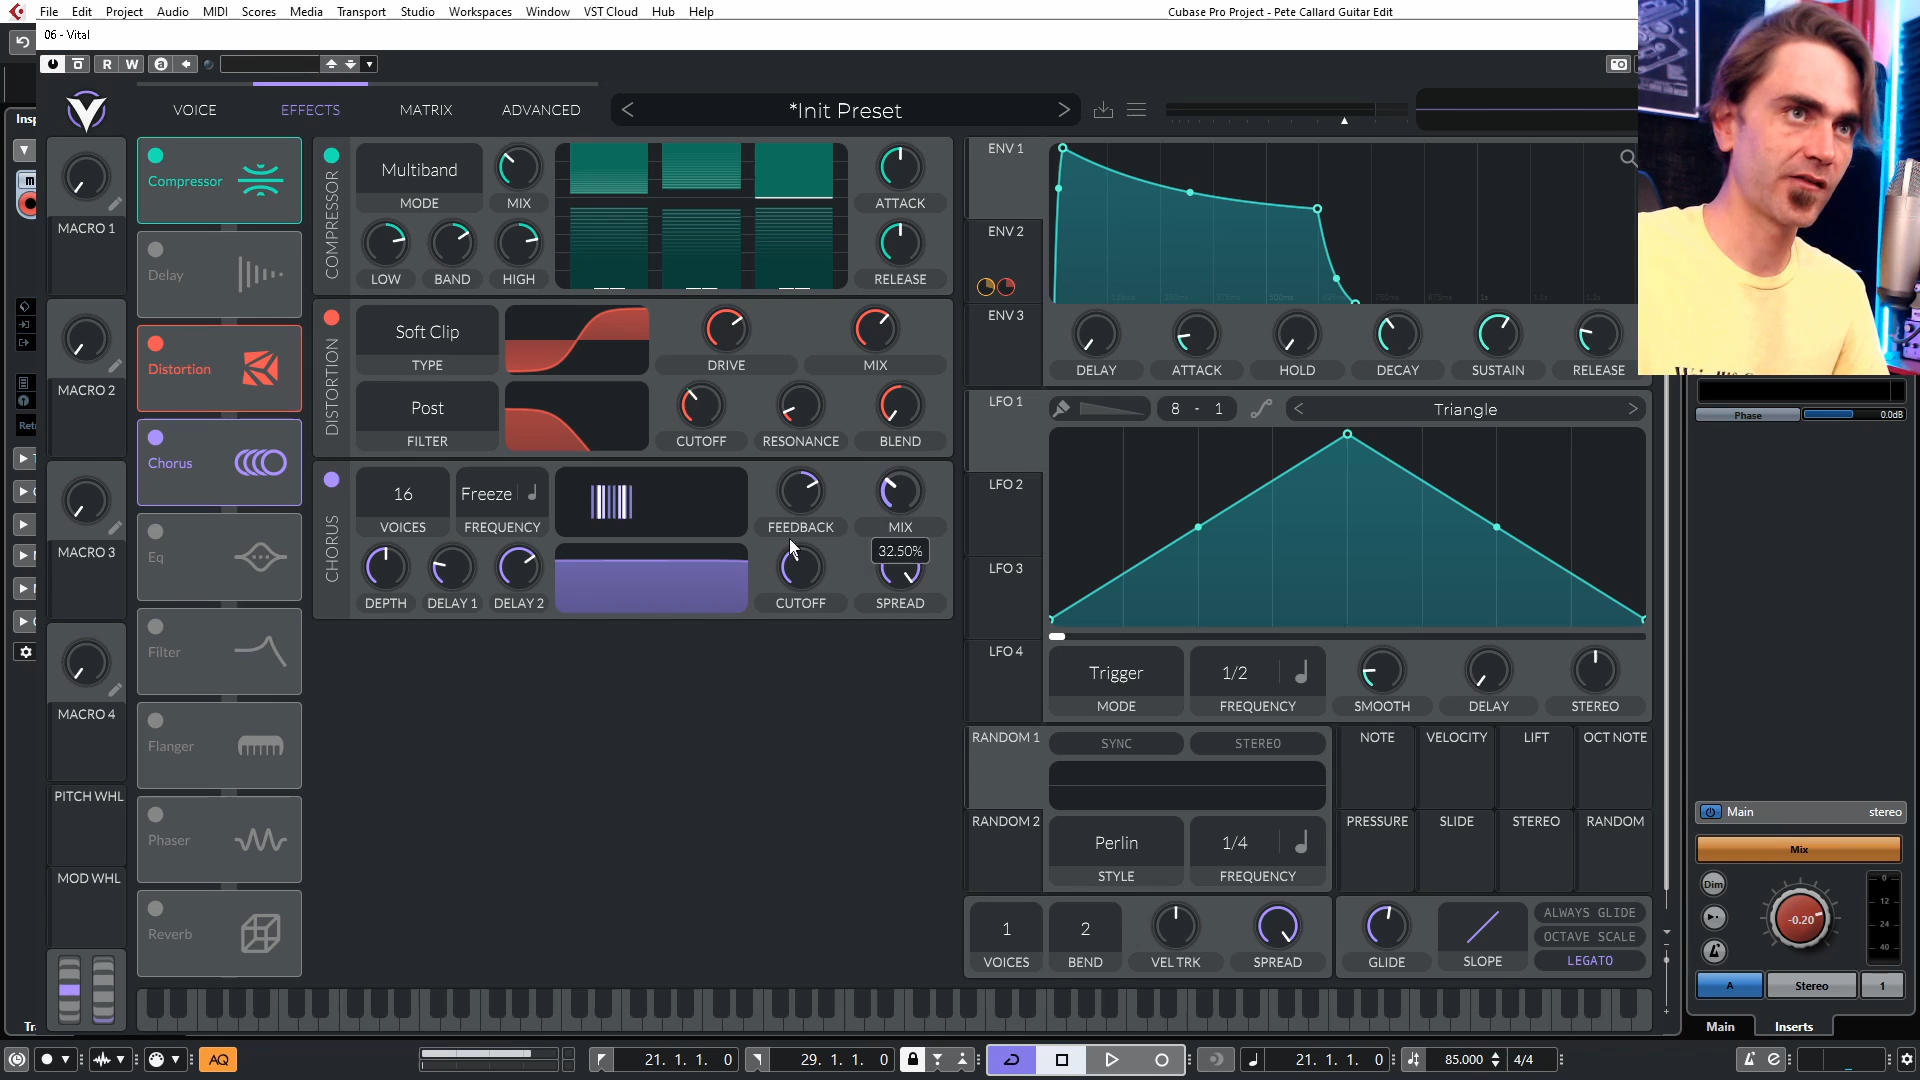 File Edit Project Audio MIDI Scores Media Transport Studio Workspaces Window VST Cloud Hub Help
Cubase Pro Project - Pete Callard Guitar Edit
06 - Vital
R W a
VOICE EFFECTS MATRIX ADVANCED
*Init Preset
Insp
m
Ret
MACRO 1
MACRO 2
MACRO 3
MACRO 4
PITCH WHL
MOD WHL
Compressor
Delay
Distortion
Chorus
Eq
Filter
Flanger
Phaser
Reverb
COMPRESSOR
Multiband
MODE
MIX
LOW BAND HIGH
ATTACK
RELEASE
DISTORTION
Soft Clip
TYPE
DRIVE MIX
Post
FILTER
CUTOFF RESONANCE BLEND
CHORUS
16
VOICES
Freeze
FREQUENCY
FEEDBACK MIX
32.50%
DEPTH DELAY 1 DELAY 2
CUTOFF SPREAD
ENV 1
ENV 2
ENV 3
DELAY ATTACK HOLD DECAY SUSTAIN RELEASE
LFO 1
LFO 2
LFO 3
LFO 4
8 - 1
Triangle
Trigger
MODE
1/2
FREQUENCY
SMOOTH DELAY STEREO
RANDOM 1
RANDOM 2
SYNC STEREO
Perlin
STYLE
1/4
FREQUENCY
NOTE VELOCITY LIFT OCT NOTE
PRESSURE SLIDE STEREO RANDOM
1
VOICES
2
BEND
VEL TRK SPREAD
GLIDE SLOPE
ALWAYS GLIDE
OCTAVE SCALE
LEGATO
Phase 0.0dB
Main stereo
Mix
Dim
-0.20
0
12
24
40
A Stereo 1
Main Inserts
Tr
AQ
21. 1. 1. 0
29. 1. 1. 0
21. 1. 1. 0
85.000
4/4